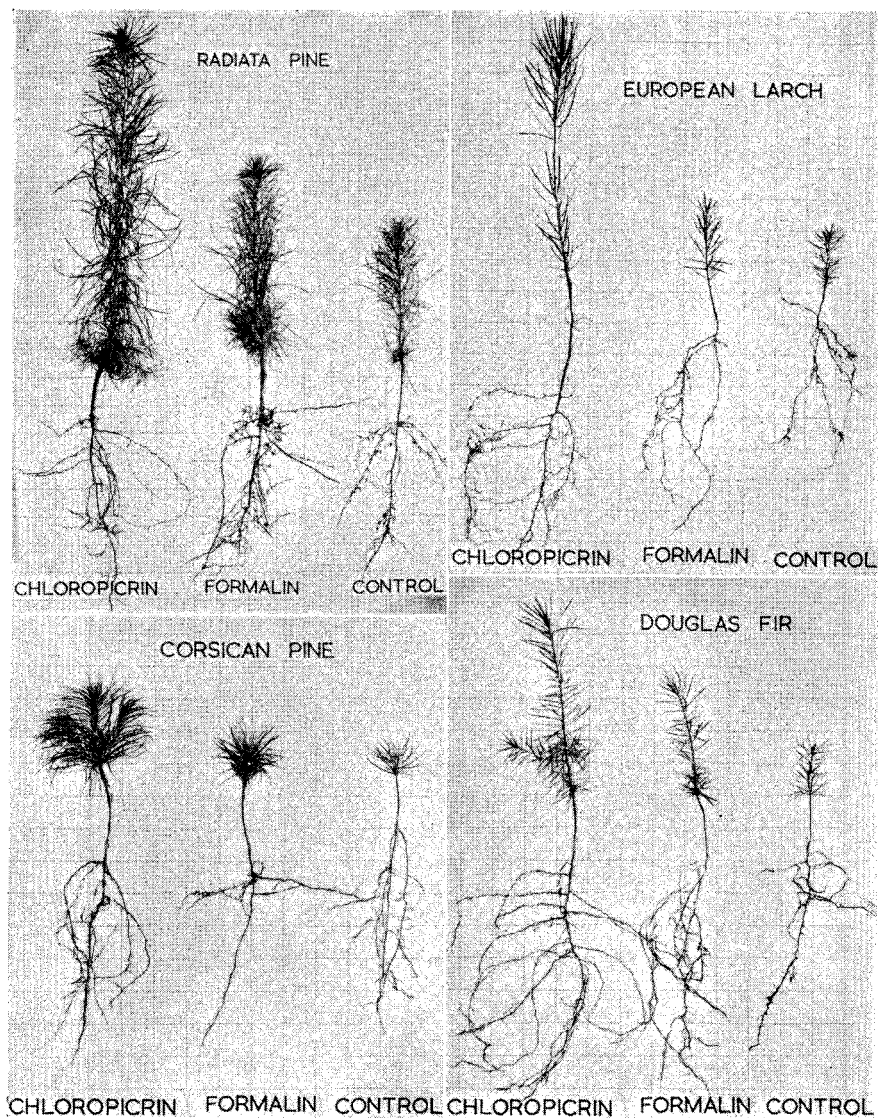 RADIATA PINE
CHLOROPICRIN FORMALIN CONTROL
EUROPEAN LARCH
CHLOROPICRIN FORMALIN CONTROL
CORSICAN PINE
CHLOROPICRIN FORMALIN CONTROL
DOUGLAS FIR
CHLOROPICRIN FORMALIN CONTROL